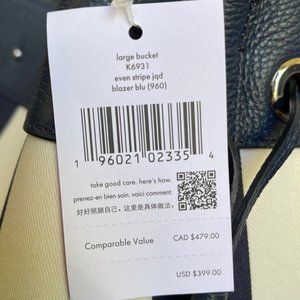 large bucket
K6931
even stripe jqd
blazer blu (960)
1 96021 02335 4
take good care. here's how.
prenez-en bien soin. voici comment.
好好照顾自己。这里是具体做法
Comparable Value
CAD $479.00
USD $399.00